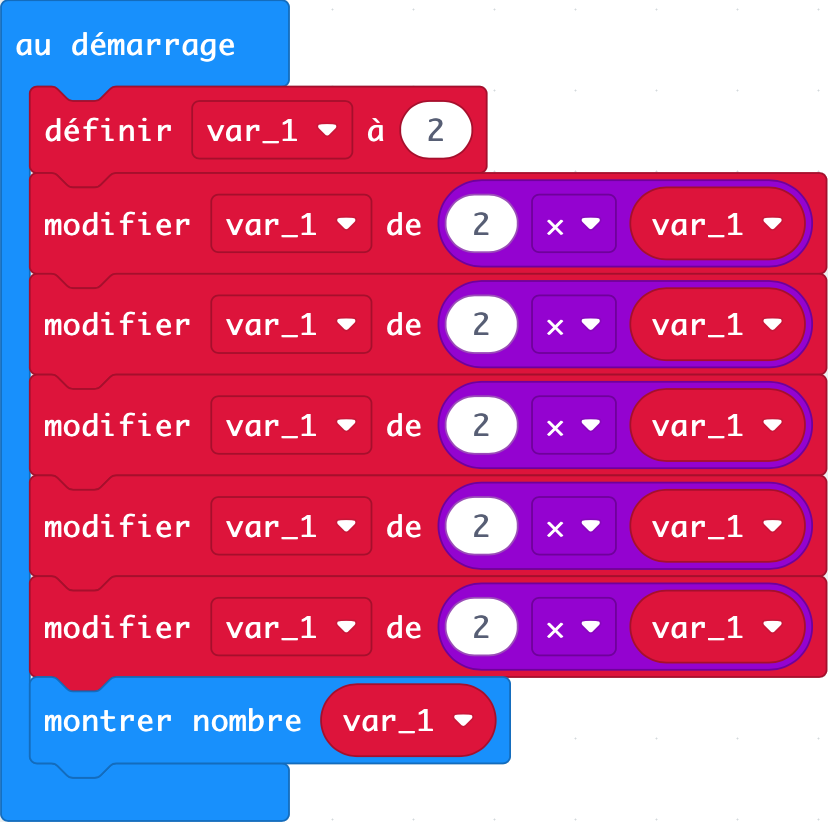 au démarrage
définir var_1 à 2
modifier var_1 de 2 × var_1
modifier var_1 de 2 × var_1
modifier var_1 de 2 × var_1
modifier var_1 de 2 × var_1
modifier var_1 de 2 × var_1
montrer nombre var_1